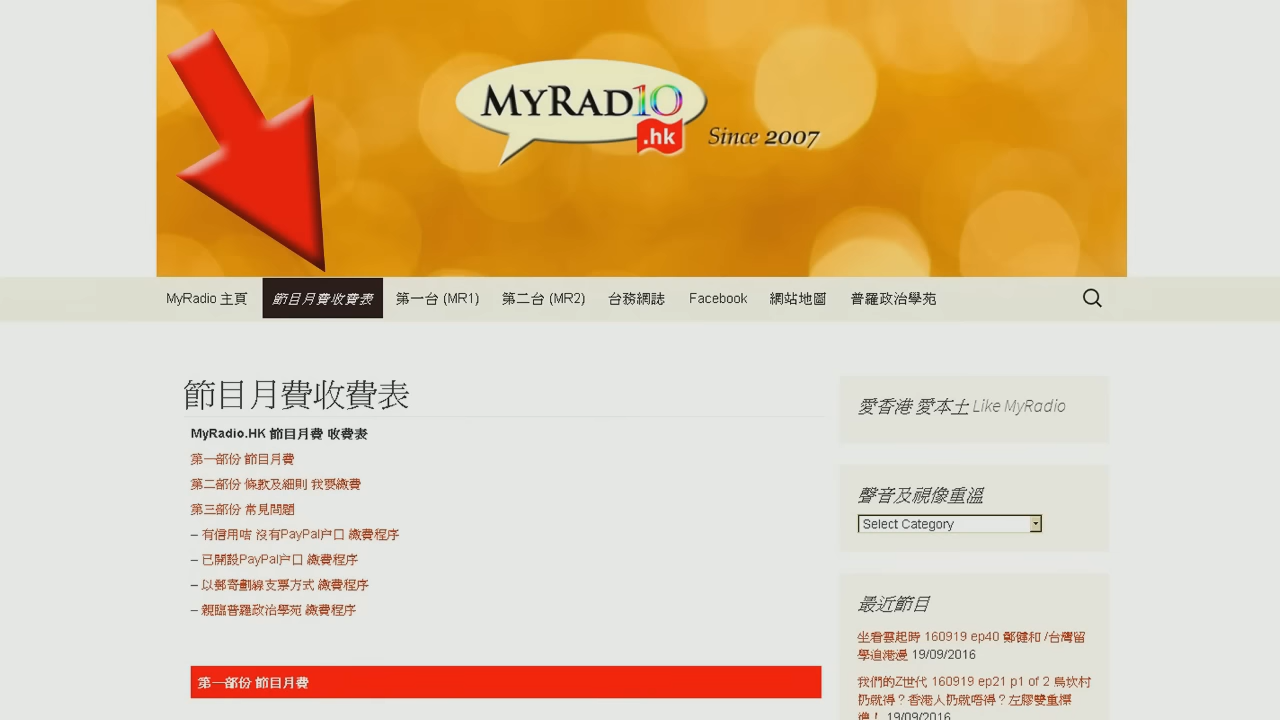 MYRADIO
.hk
Since 2007
MyRadio 主頁 節目月費收費表 第一台 (MR1) 第二台 (MR2) 台務網誌 Facebook 網站地圖 普羅政治學苑
節目月費收費表
MyRadio.HK 節目月費 收費表
第一部份 節目月費
第二部份 條款及細則 我要繳費
第三部份 常見問題
– 有信用咭 沒有PayPal戶口 繳費程序
– 已開設PayPal戶口 繳費程序
– 以郵寄劃線支票方式 繳費程序
– 親臨普羅政治學苑 繳費程序
第一部份 節目月費
愛香港 愛本土 Like MyRadio
聲音及視像重溫
Select Category
最近節目
坐看雲起時 160919 ep40 鄭健和 /台灣留
學追港漫 19/09/2016
我們的Z世代 160919 ep21 p1 of 2 烏坎村
扔就得？香港人扔就唔得？左膠雙重標
準！ 19/09/2016